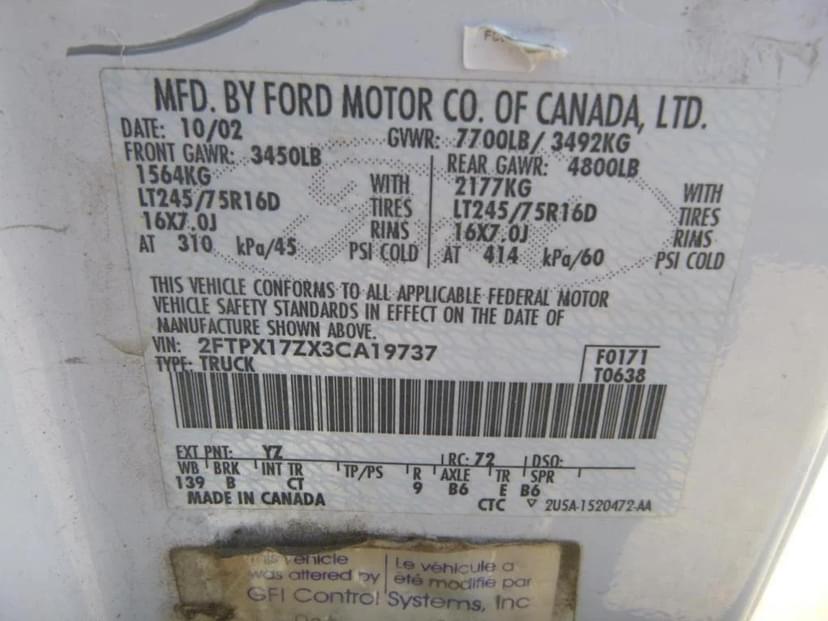 MFD. BY FORD MOTOR CO. OF CANADA, LTD.
DATE: 10/02 GVWR: 7700LB/ 3492KG
FRONT GAWR: 3450LB REAR GAWR: 4800LB
1564KG WITH 2177KG WITH
LT245/75R16D TIRES LT245/75R16D TIRES
16X7.0J RIMS 16X7.0J RIMS
AT 310 kPa/45 PSI COLD AT 414 kPa/60 PSI COLD
THIS VEHICLE CONFORMS TO ALL APPLICABLE FEDERAL MOTOR
VEHICLE SAFETY STANDARDS IN EFFECT ON THE DATE OF
MANUFACTURE SHOWN ABOVE.
VIN: 2FTPX17ZX3CA19737 F0171
TYPE: TRUCK T0638
EXT PNT: YZ RC: 72 DSO:
WB BRK INT TR TP/PS R AXLE TR SPR
139 B CT 9 B6 E B6
MADE IN CANADA CTC ▽ 2U5A-1520472-AA
This vehicle Le véhicule a
was altered by été modifié par
GFI Control Systems, Inc